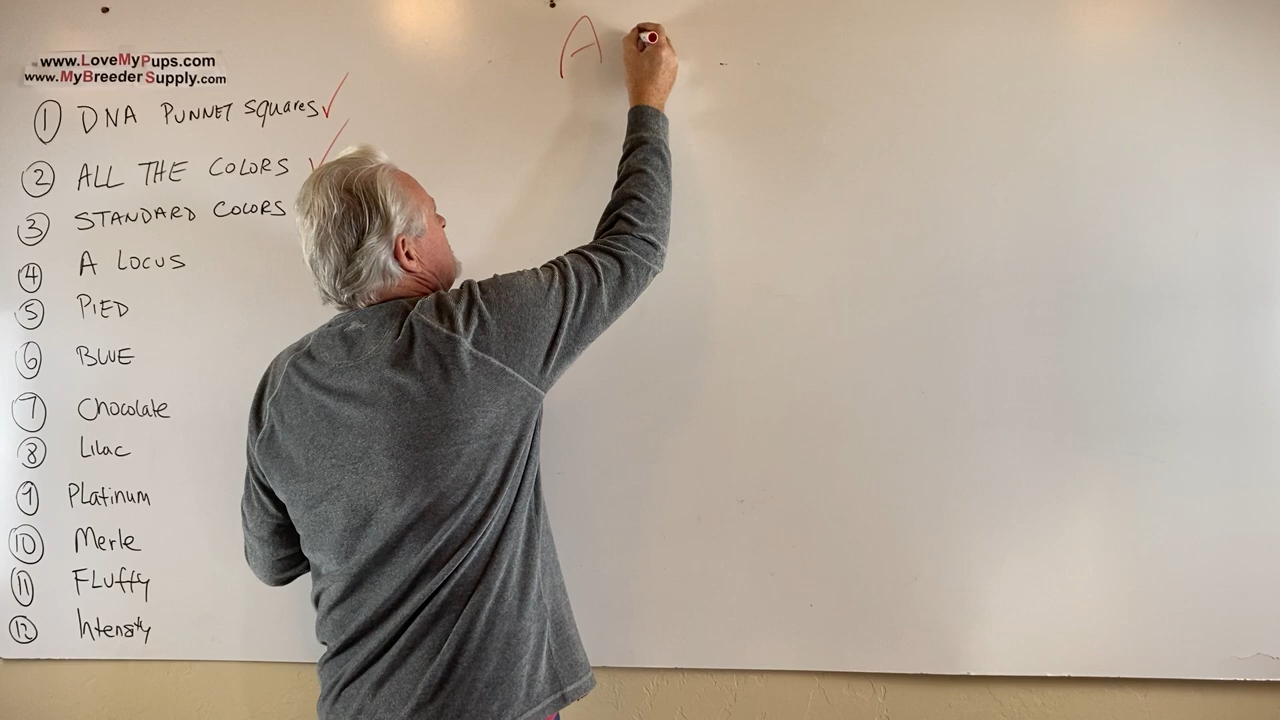 www.LoveMyPups.com
www.MyBreederSupply.com
A
1 DNA PUNNET SQUARES
2 ALL THE COLORS
3 STANDARD COLORS
4 A LOCUS
5 PIED
6 BLUE
7 Chocolate
8 Lilac
9 Platinum
10 Merle
11 FLuffy
12 Intensity